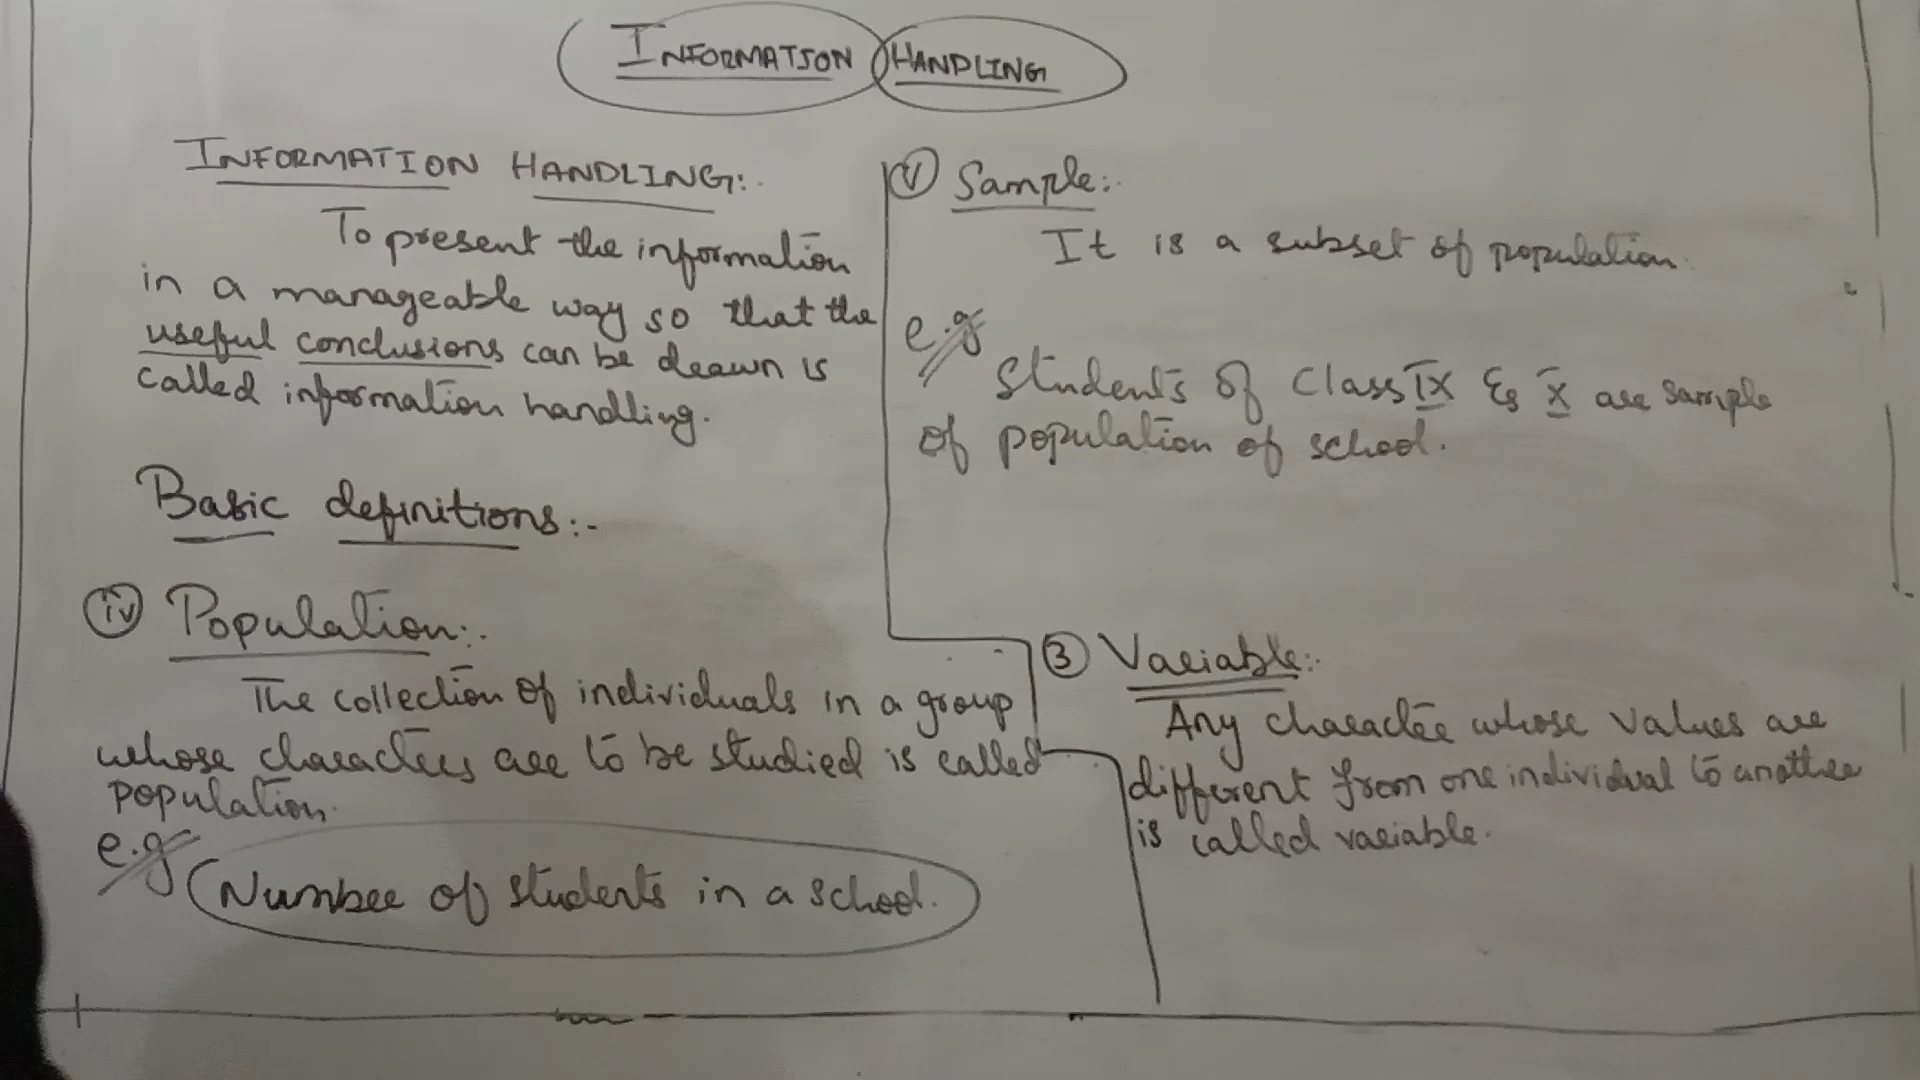 INFORMATION HANDLING
INFORMATION HANDLING:
To present the information
in a manageable way so that the
useful conclusions can be drawn is
called information handling.
Basic definitions:-
(iv) Population:
The collection of individuals in a group
whose characters are to be studied is called
population.
e.g
Number of students in a school.
(v) Sample:
It is a subset of population.
e.g
Students of Class IX & X are sample
of population of school.
(3) Variable:
Any character whose values are
different from one individual to another
is called variable.